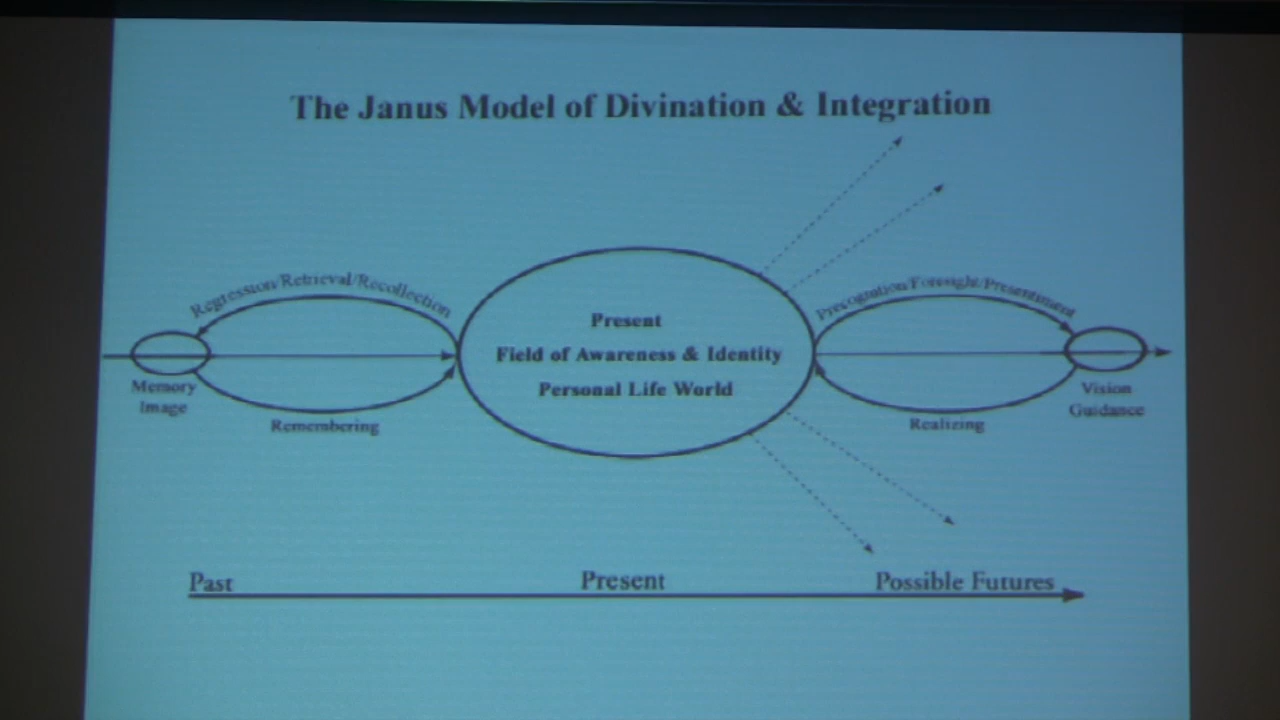 The Janus Model of Divination & Integration
Regression/Retrieval/Recollection
Precognition/Foresight/Presentiment
Present
Field of Awareness & Identity
Personal Life World
Memory
Image
Remembering
Vision
Guidance
Realizing
Past
Present
Possible Futures